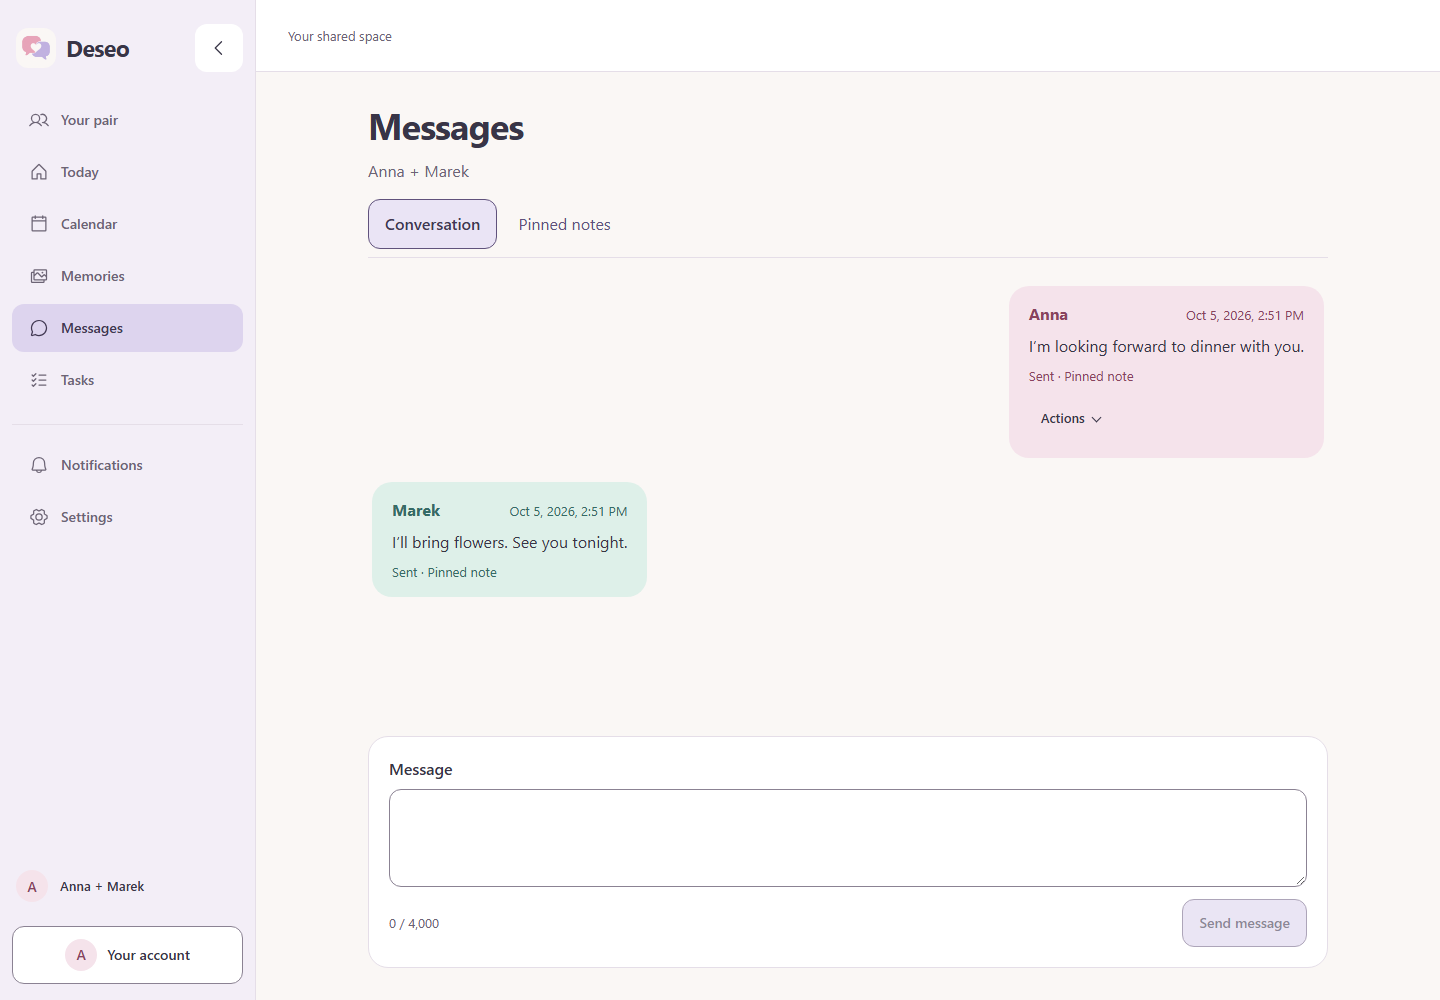 Deseo
Your pair
Today
Calendar
Memories
Messages
Tasks
Notifications
Settings
Anna + Marek
A
Your account
A
Your shared space
Messages
Anna + Marek
Conversation
Pinned notes
Anna
Oct 5, 2026, 2:51 PM
I’m looking forward to dinner with you.
Sent · Pinned note
Actions
Marek
Oct 5, 2026, 2:51 PM
I’ll bring flowers. See you tonight.
Sent · Pinned note
Message
0 / 4,000
Send message